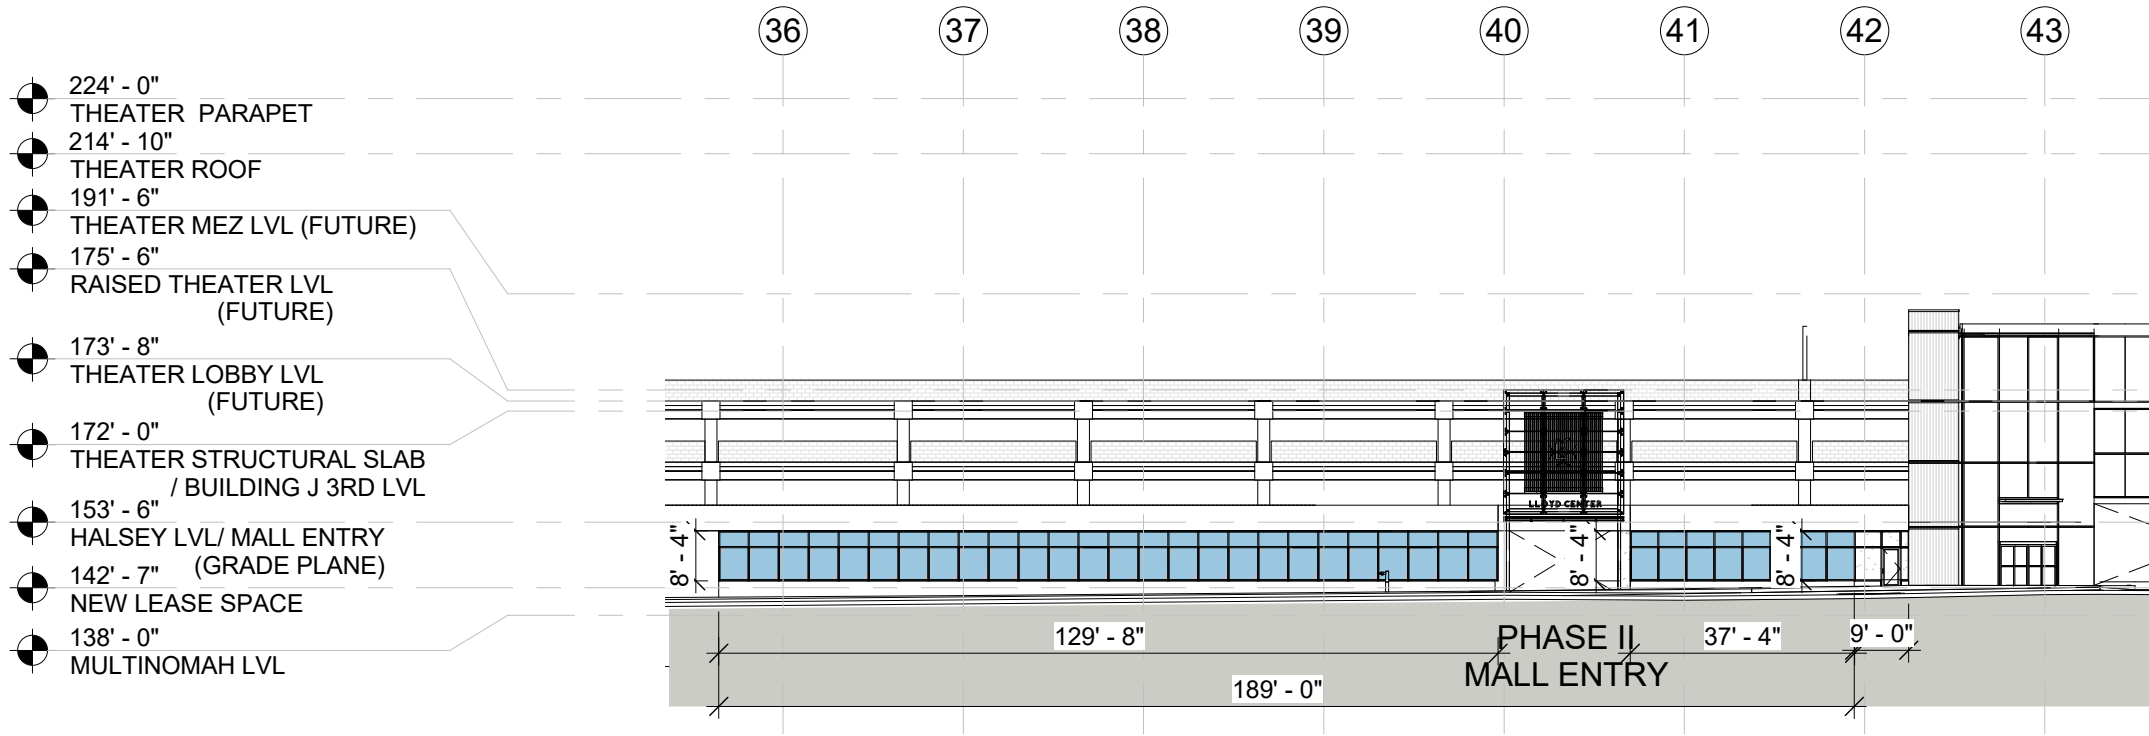 36 37 38 39 40 41 42 43
224' - 0"
THEATER PARAPET
214' - 10"
THEATER ROOF
191' - 6"
THEATER MEZ LVL (FUTURE)
175' - 6"
RAISED THEATER LVL
(FUTURE)
173' - 8"
THEATER LOBBY LVL
(FUTURE)
172' - 0"
THEATER STRUCTURAL SLAB
/ BUILDING J 3RD LVL
153' - 6"
HALSEY LVL/ MALL ENTRY
(GRADE PLANE)
142' - 7"
NEW LEASE SPACE
138' - 0"
MULTINOMAH LVL
LLOYD CENTER
8' - 4"
8' - 4"
8' - 4"
129' - 8"
PHASE II
MALL ENTRY
37' - 4"
9' - 0"
189' - 0"